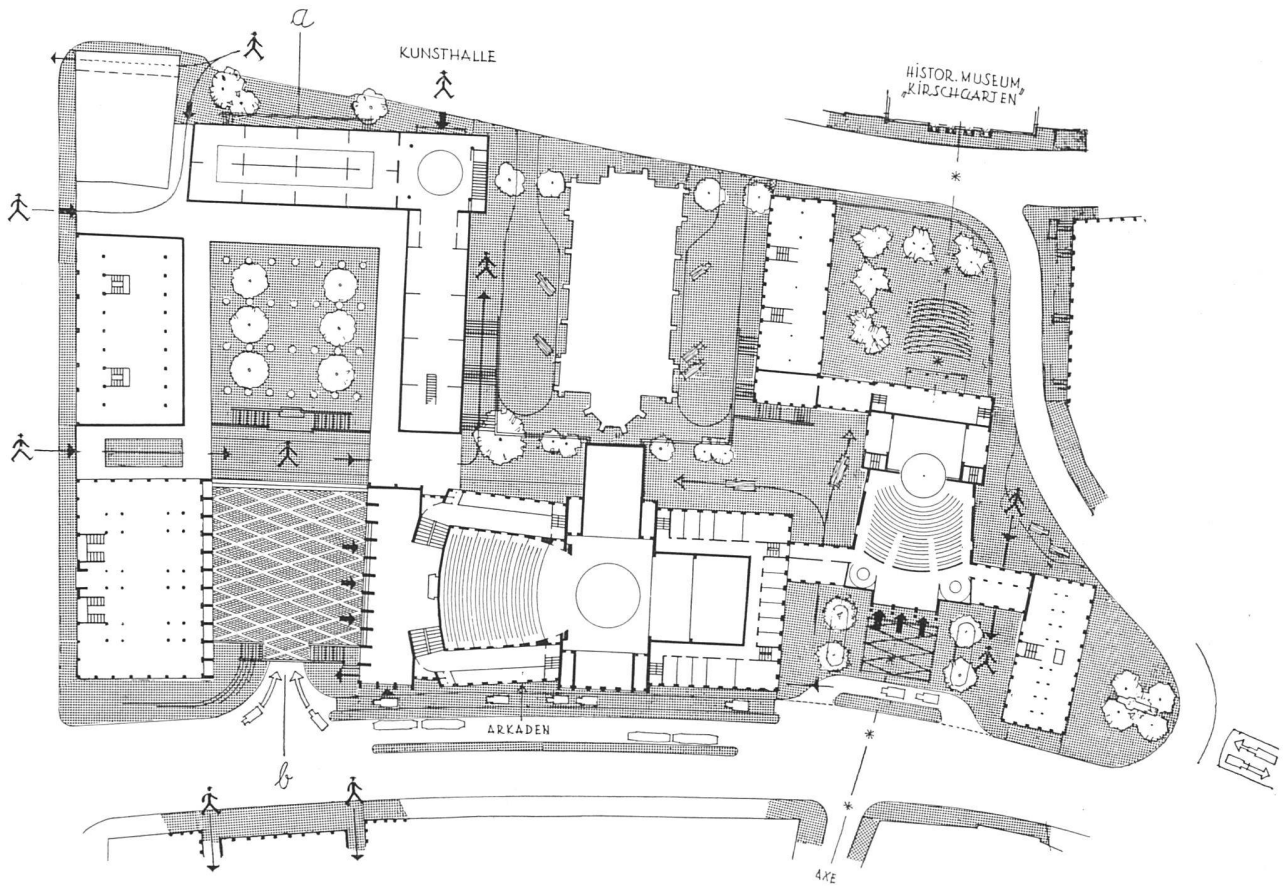 a
KUNSTHALLE
HISTOR. MUSEUM
„KIRSCHGARTEN”
ARKADEN
b
AXE